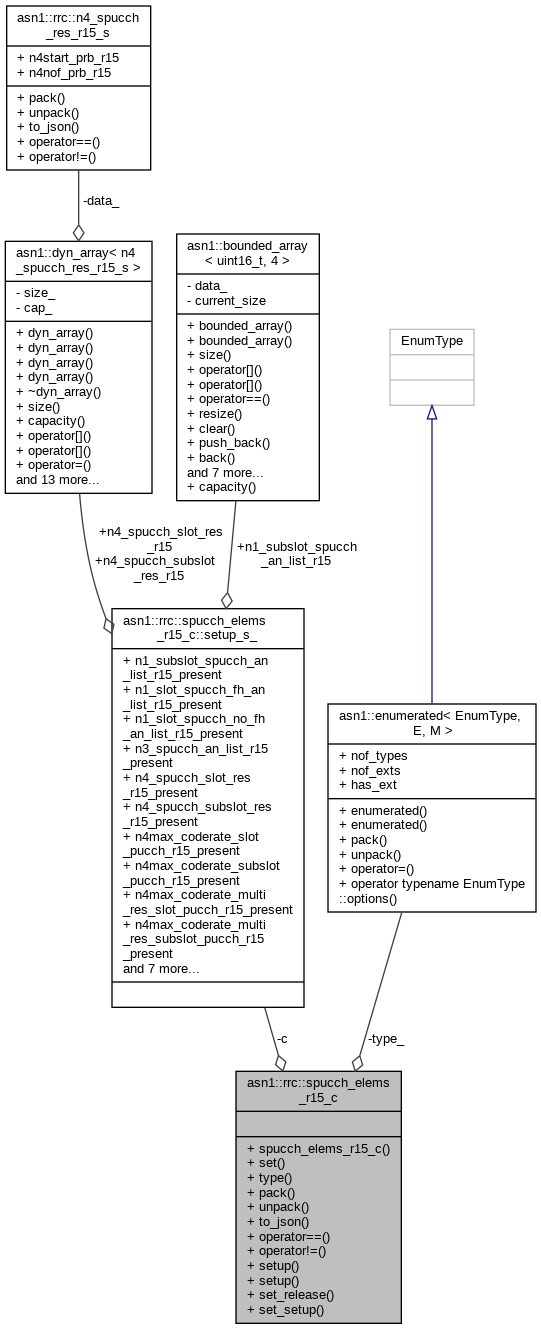 asn1::rrc::n4_spucch
_res_r15_s
+ n4start_prb_r15
+ n4nof_prb_r15
+ pack()
+ unpack()
+ to_json()
+ operator==()
+ operator!=()
-data_
asn1::dyn_array< n4
_spucch_res_r15_s >
- size_
- cap_
+ dyn_array()
+ dyn_array()
+ dyn_array()
+ dyn_array()
+ ~dyn_array()
+ size()
+ capacity()
+ operator[]()
+ operator[]()
+ operator=()
and 13 more...
asn1::bounded_array
< uint16_t, 4 >
- data_
- current_size
+ bounded_array()
+ bounded_array()
+ size()
+ operator[]()
+ operator[]()
+ operator==()
+ resize()
+ clear()
+ push_back()
+ back()
and 7 more...
+ capacity()
EnumType
+n4_spucch_slot_res
_r15
+n4_spucch_subslot
_res_r15
+n1_subslot_spucch
_an_list_r15
asn1::rrc::spucch_elems
_r15_c::setup_s_
+ n1_subslot_spucch_an
_list_r15_present
+ n1_slot_spucch_fh_an
_list_r15_present
+ n1_slot_spucch_no_fh
_an_list_r15_present
+ n3_spucch_an_list_r15
_present
+ n4_spucch_slot_res
_r15_present
+ n4_spucch_subslot_res
_r15_present
+ n4max_coderate_slot
_pucch_r15_present
+ n4max_coderate_subslot
_pucch_r15_present
+ n4max_coderate_multi
_res_slot_pucch_r15_present
+ n4max_coderate_multi
_res_subslot_pucch_r15
_present
and 7 more...
asn1::enumerated< EnumType,
E, M >
+ nof_types
+ nof_exts
+ has_ext
+ enumerated()
+ enumerated()
+ pack()
+ unpack()
+ operator=()
+ operator typename EnumType
::options()
-c
-type_
asn1::rrc::spucch_elems
_r15_c
+ spucch_elems_r15_c()
+ set()
+ type()
+ pack()
+ unpack()
+ to_json()
+ operator==()
+ operator!=()
+ setup()
+ setup()
+ set_release()
+ set_setup()